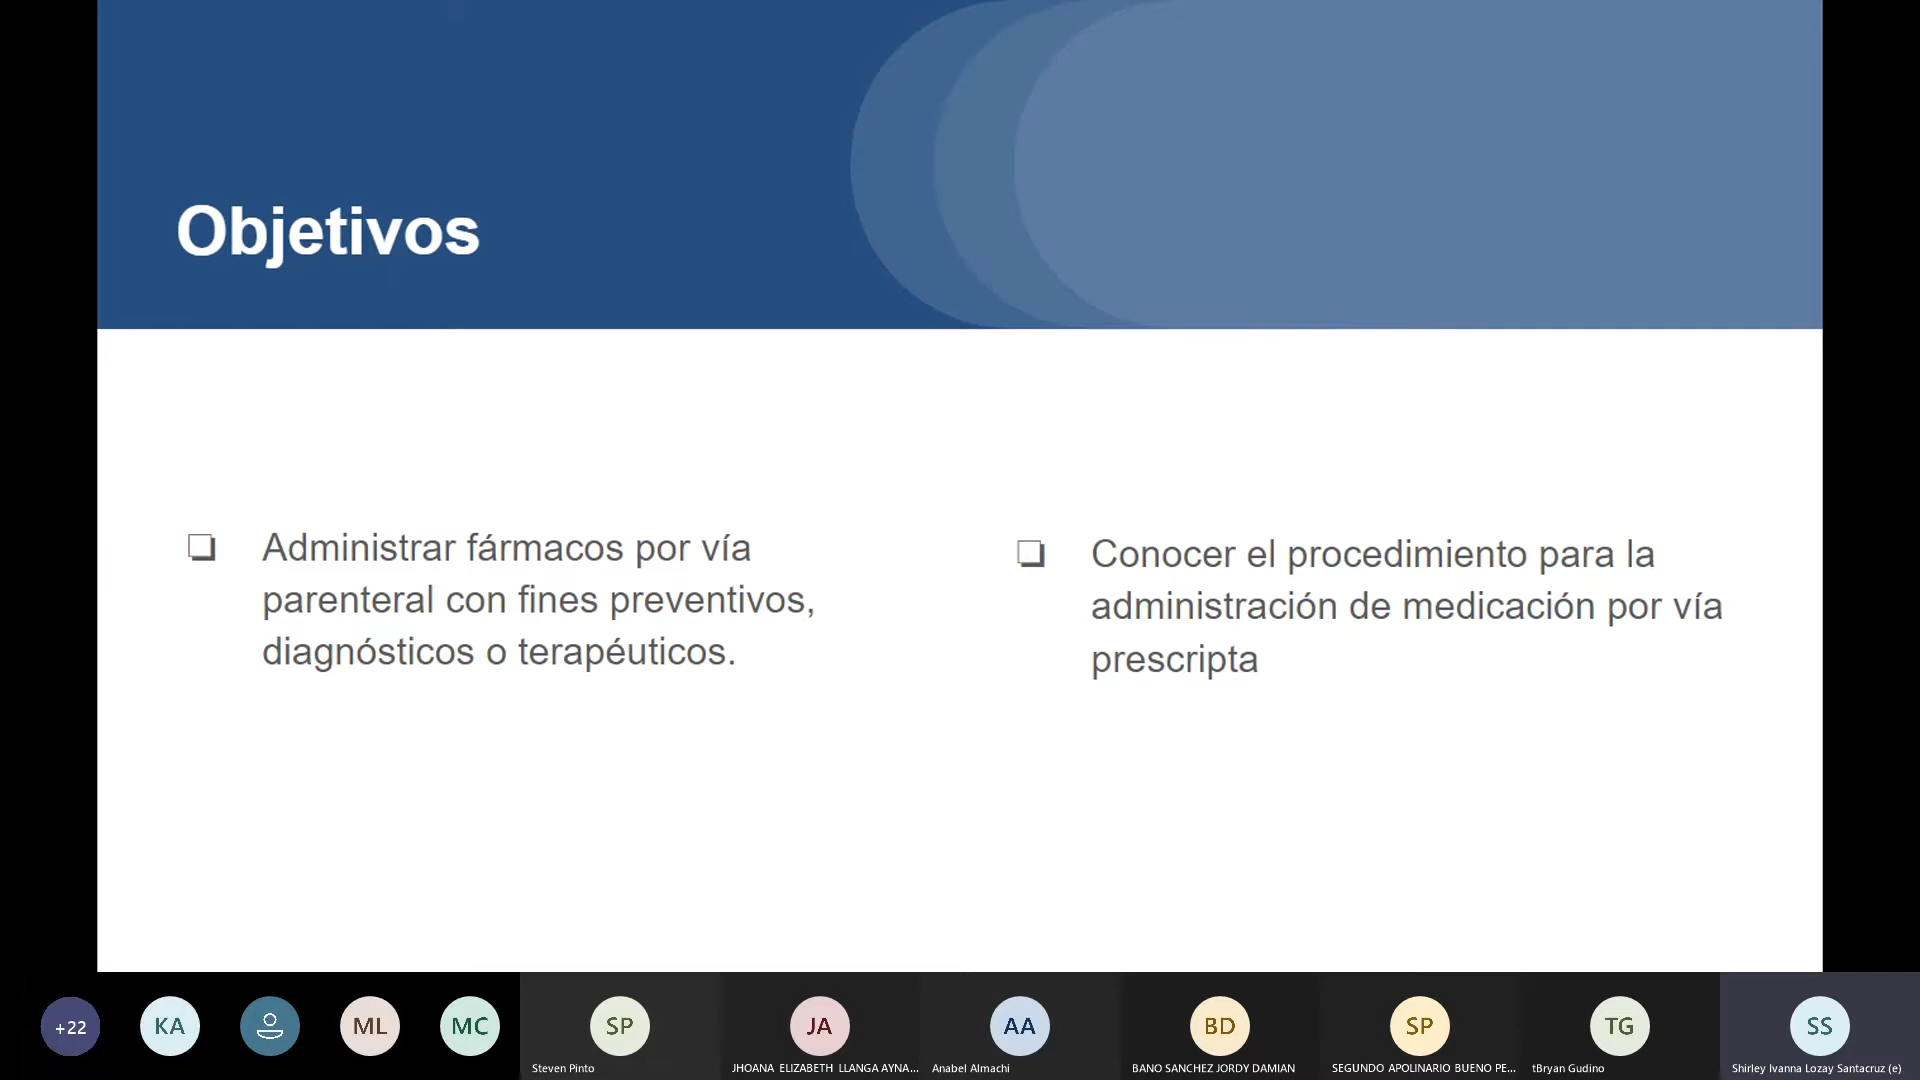 Objetivos
Administrar fármacos por vía
parenteral con fines preventivos,
diagnósticos o terapéuticos.
Conocer el procedimiento para la
administración de medicación por vía
prescripta
+22
KA
ML
MC
SP
JA
AA
BD
SP
TG
SS
Steven Pinto
JHOANA ELIZABETH LLANGA AYNA...
Anabel Almachi
BANO SANCHEZ JORDY DAMIAN
SEGUNDO APOLINARIO BUENO PE...
tBryan Gudino
Shirley Ivanna Lozay Santacruz (e)